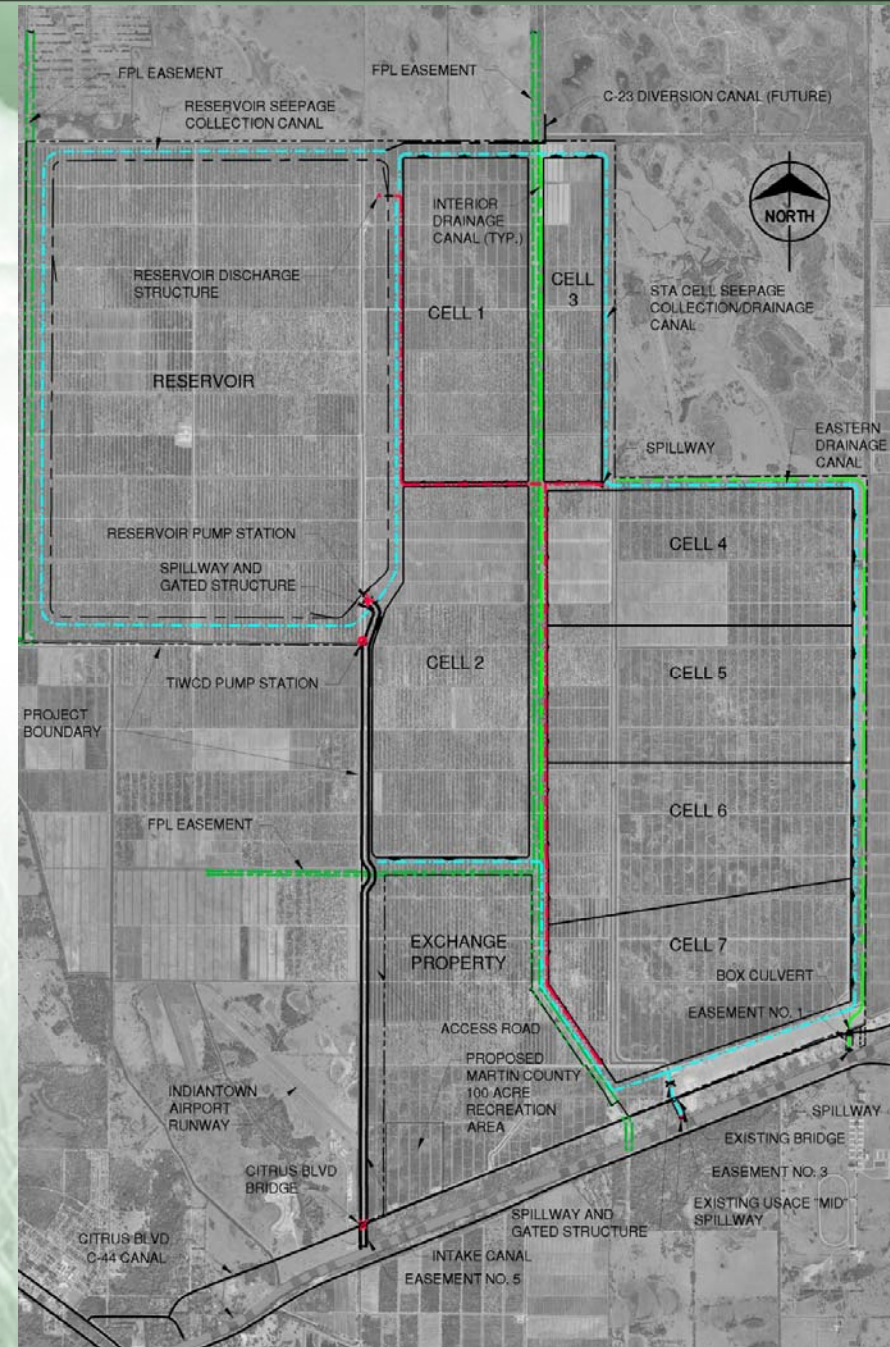 FPL EASEMENT
FPL EASEMENT
C-23 DIVERSION CANAL (FUTURE)
RESERVOIR SEEPAGE
COLLECTION CANAL
NORTH
INTERIOR
DRAINAGE
CANAL (TYP.)
RESERVOIR DISCHARGE
STRUCTURE
CELL 1
CELL
3
STA CELL SEEPAGE
COLLECTION/DRAINAGE
CANAL
RESERVOIR
SPILLWAY
EASTERN
DRAINAGE
CANAL
RESERVOIR PUMP STATION
SPILLWAY AND
GATED STRUCTURE
CELL 4
CELL 2
CELL 5
TIWCD PUMP STATION
PROJECT
BOUNDARY
CELL 6
FPL EASEMENT
EXCHANGE
PROPERTY
CELL 7
BOX CULVERT
EASEMENT NO. 1
ACCESS ROAD
PROPOSED
MARTIN COUNTY
100 ACRE
RECREATION
AREA
INDIANTOWN
AIRPORT
RUNWAY
SPILLWAY
EXISTING BRIDGE
EASEMENT NO. 3
EXISTING USACE "MID"
SPILLWAY
CITRUS BLVD
BRIDGE
SPILLWAY AND
GATED STRUCTURE
CITRUS BLVD
C-44 CANAL
INTAKE CANAL
EASEMENT NO. 5